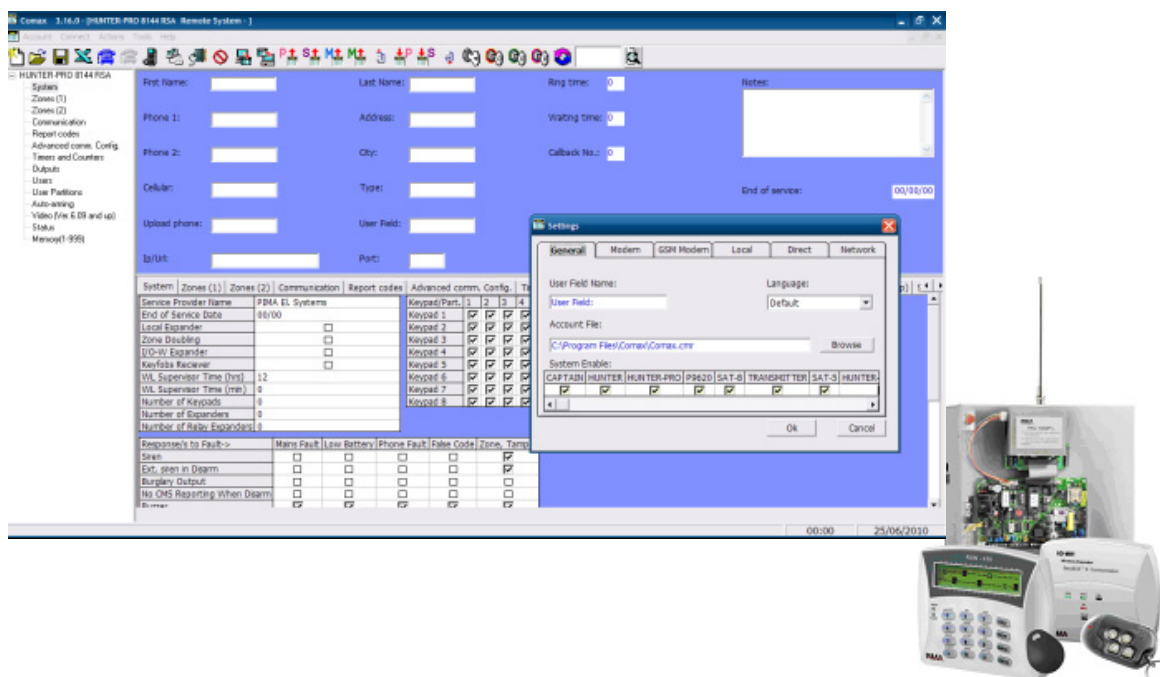 Comax 3.16.0 - [HUNTER-PRO 8144 RSA Remote System - ]
Account Connect Actions Tools Help
HUNTER-PRO 8144 RSA
System
Zones (1)
Zones (2)
Communication
Report codes
Advanced comm. Config.
Timers and Counters
Outputs
Users
User Partitions
Auto-arming
Video (Ver. 6.09 and up)
Status
Memory(1-999)
First Name: Last Name: Ring time: 0 Notes:
Phone 1: Address: Waiting time: 0
Phone 2: City: Callback No.: 0
Cellular: Type: End of service: 00/00/00
Upload phone: User Field:
Ip/Url: Port:
Settings
General Modem GSM Modem Local Direct Network
User Field Name: Language:
User Field: Default
Account File:
C:\Program Files\Comax\Comax.cmr Browse
System Enable:
CAPTAIN HUNTER HUNTER-PRO P9620 SAT-8 TRANSMITTER SAT-5 HUNTER-
Ok Cancel
System Zones (1) Zones (2) Communication Report codes Advanced comm. Config.
Service Provider Name PIMA El. Systems Keypad/Part. 1 2 3 4
End of Service Date 00/00 Keypad 1
Local Expander Keypad 2
Zone Doubling Keypad 3
I/O-W Expander Keypad 4
Keyfobs Reciever Keypad 5
WL Supervisor Time (hrs) 12 Keypad 6
WL Supervisor Time (min) 0 Keypad 7
Number of Keypads 0 Keypad 8
Number of Expanders 0
Number of Relay Expanders 0
Response/s to Fault-> Mains Fault Low Battery Phone Fault False Code Zone, Tamp
Siren
Ext. siren in Disarm
Burglary Output
No CMS Reporting When Disarm
Buzzer
00:00 25/06/2010
PIMA